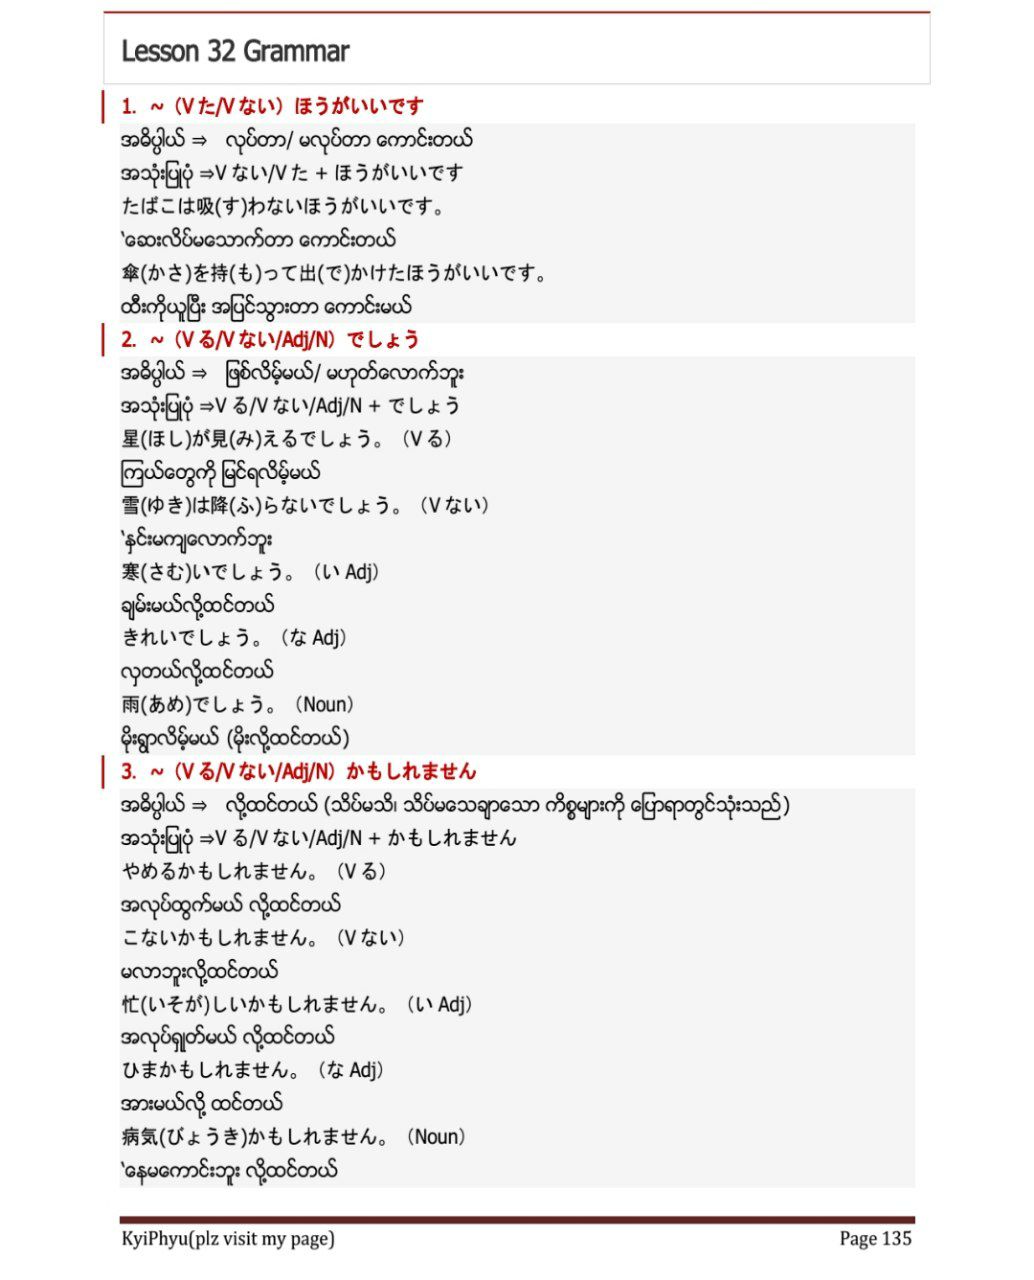 Lesson 32 Grammar
1. ~（V た/V ない）ほうがいいです
အဓိပ္ပါယ် ⇒ လုပ်တာ/ မလုပ်တာ ကောင်းတယ်
အသုံးပြုပုံ ⇒V ない/V た + ほうがいいです
たばこは吸(す)わないほうがいいです。
‵ဆေးလိပ်မသောက်တာ ကောင်းတယ်
傘(かさ)を持(も)って出(で)かけたほうがいいです。
ထီးကိုယူပြီး အပြင်သွားတာ ကောင်းမယ်
2. ~（V る/V ない/Adj/N）でしょう
အဓိပ္ပါယ် ⇒ ဖြစ်လိမ့်မယ်/ မဟုတ်လောက်ဘူး
အသုံးပြုပုံ ⇒V る/V ない/Adj/N + でしょう
星(ほし)が見(み)えるでしょう。（V る）
ကြယ်တွေကို မြင်ရလိမ့်မယ်
雪(ゆき)は降(ふ)らないでしょう。（V ない）
‵နှင်းမကျလောက်ဘူး
寒(さむ)いでしょう。（い Adj）
ချမ်းမယ်လို့ထင်တယ်
きれいでしょう。（な Adj）
လှတယ်လို့ထင်တယ်
雨(あめ)でしょう。（Noun）
မိုးရွာလိမ့်မယ် (မိုးလို့ထင်တယ်)
3. ~（V る/V ない/Adj/N）かもしれません
အဓိပ္ပါယ် ⇒ လို့ထင်တယ် (သိပ်မသိ၊ သိပ်မသေချာသော ကိစ္စများကို ပြောရာတွင်သုံးသည်)
အသုံးပြုပုံ ⇒V る/V ない/Adj/N + かもしれません
やめるかもしれません。（V る）
အလုပ်ထွက်မယ် လို့ထင်တယ်
こないかもしれません。（V ない）
မလာဘူးလို့ထင်တယ်
忙(いそが)しいかもしれません。（い Adj）
အလုပ်ရှုတ်မယ် လို့ထင်တယ်
ひまかもしれません。（な Adj）
အားမယ်လို့ ထင်တယ်
病気(びょうき)かもしれません。（Noun）
‵နေမကောင်းဘူး လို့ထင်တယ်
KyiPhyu(plz visit my page)
Page 135